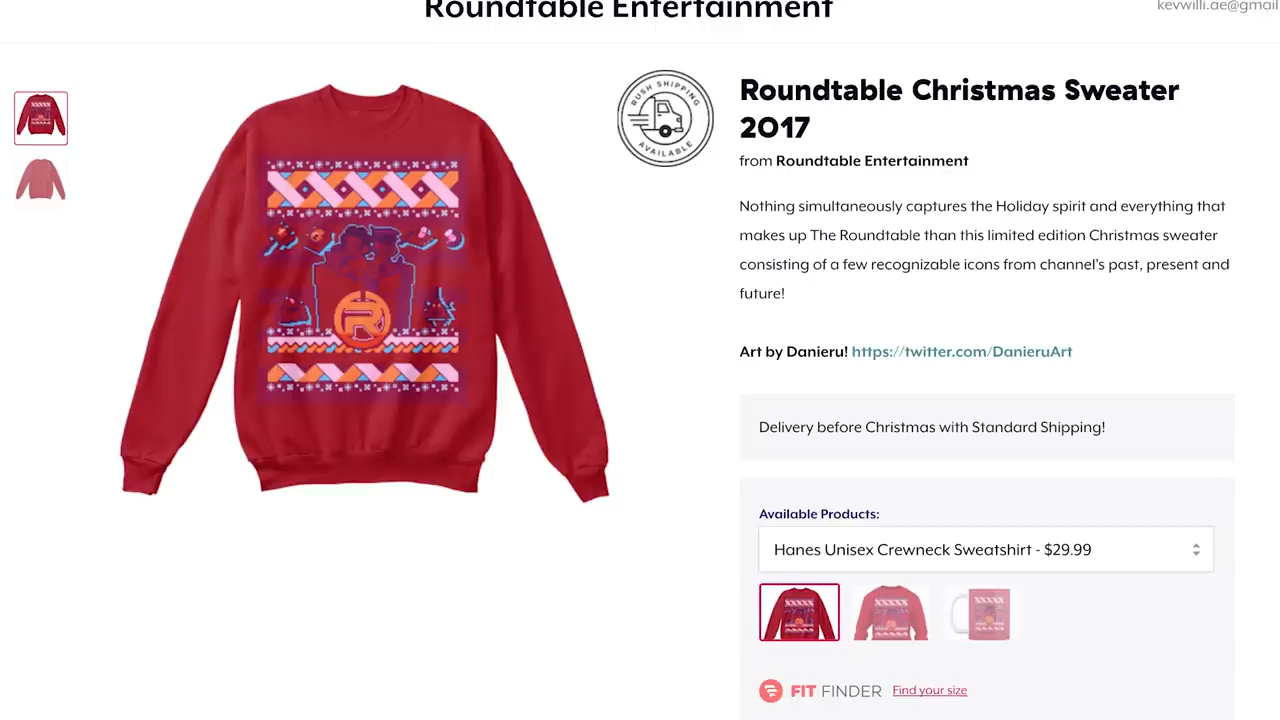 Roundtable Entertainment
kevwilli.ae@gmail
RUSH SHIPPING
AVAILABLE
Roundtable Christmas Sweater
2017
from Roundtable Entertainment
Nothing simultaneously captures the Holiday spirit and everything that
makes up The Roundtable than this limited edition Christmas sweater
consisting of a few recognizable icons from channel's past, present and
future!
Art by Danieru! https://twitter.com/DanieruArt
Delivery before Christmas with Standard Shipping!
Available Products:
Hanes Unisex Crewneck Sweatshirt - $29.99
FIT FINDER Find your size
R